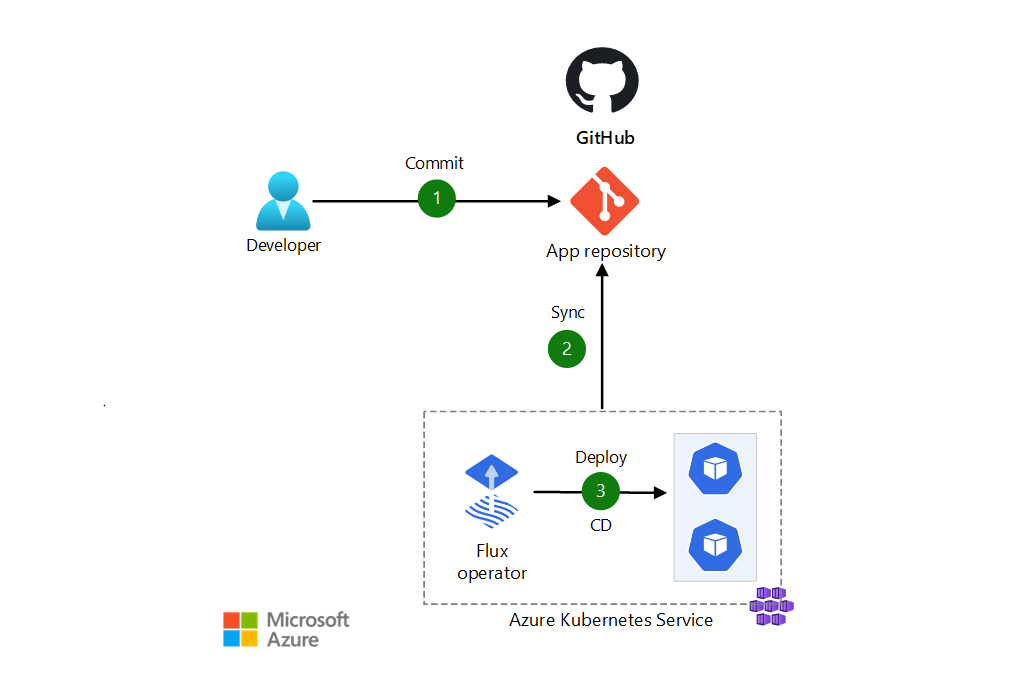 GitHub
Commit
1
Developer
App repository
Sync
2
Deploy
3
CD
Flux
operator
Azure Kubernetes Service
Microsoft
Azure